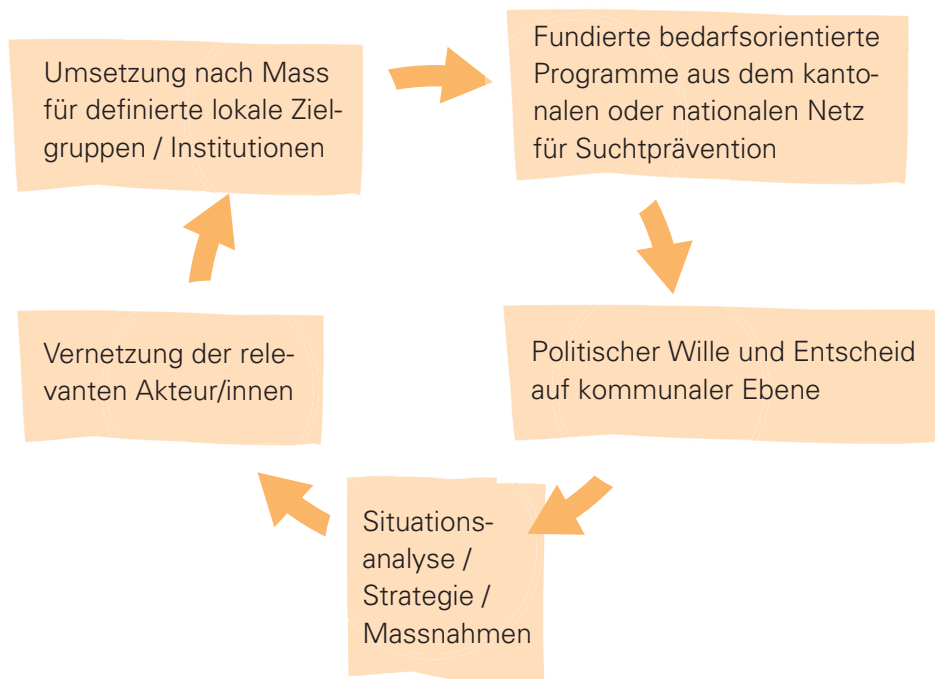 Umsetzung nach Mass
für definierte lokale Ziel-
gruppen / Institutionen
Fundierte bedarfsorientierte
Programme aus dem kanto-
nalen oder nationalen Netz
für Suchtprävention
Politischer Wille und Entscheid
auf kommunaler Ebene
Situations-
analyse /
Strategie /
Massnahmen
Vernetzung der rele-
vanten Akteur/innen